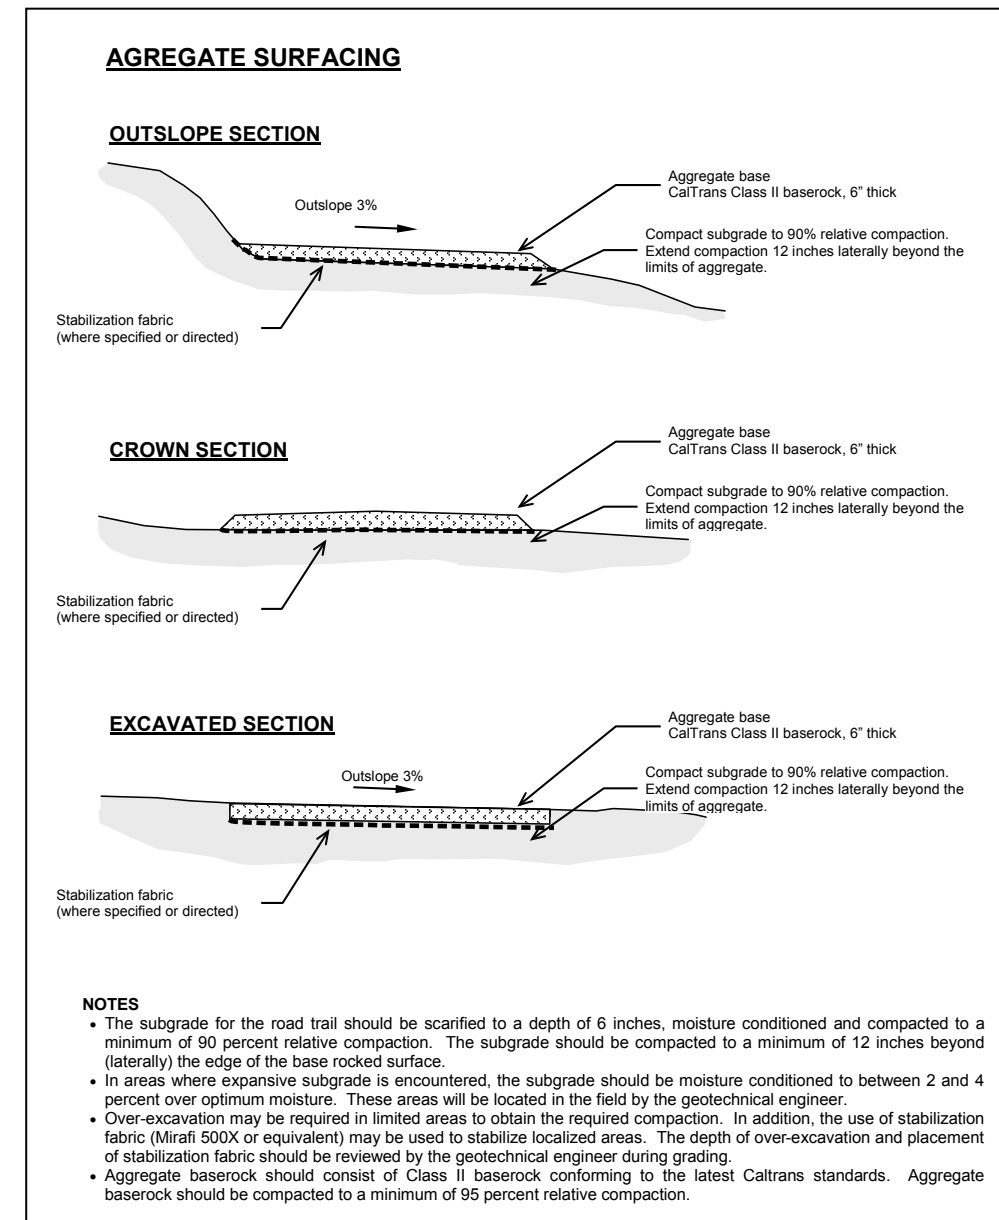 AGREGATE SURFACING
OUTSLOPE SECTION
Outslope 3%
Aggregate base
CalTrans Class II baserock, 6” thick
Compact subgrade to 90% relative compaction.
Extend compaction 12 inches laterally beyond the
limits of aggregate.
Stabilization fabric
(where specified or directed)
CROWN SECTION
Aggregate base
CalTrans Class II baserock, 6” thick
Compact subgrade to 90% relative compaction.
Extend compaction 12 inches laterally beyond the
limits of aggregate.
Stabilization fabric
(where specified or directed)
EXCAVATED SECTION
Outslope 3%
Aggregate base
CalTrans Class II baserock, 6” thick
Compact subgrade to 90% relative compaction.
Extend compaction 12 inches laterally beyond the
limits of aggregate.
Stabilization fabric
(where specified or directed)
NOTES
• The subgrade for the road trail should be scarified to a depth of 6 inches, moisture conditioned and compacted to a
minimum of 90 percent relative compaction. The subgrade should be compacted to a minimum of 12 inches beyond
(laterally) the edge of the base rocked surface.
• In areas where expansive subgrade is encountered, the subgrade should be moisture conditioned to between 2 and 4
percent over optimum moisture. These areas will be located in the field by the geotechnical engineer.
• Over-excavation may be required in limited areas to obtain the required compaction. In addition, the use of stabilization
fabric (Mirafi 500X or equivalent) may be used to stabilize localized areas. The depth of over-excavation and placement
of stabilization fabric should be reviewed by the geotechnical engineer during grading.
• Aggregate baserock should consist of Class II baserock conforming to the latest Caltrans standards. Aggregate
baserock should be compacted to a minimum of 95 percent relative compaction.